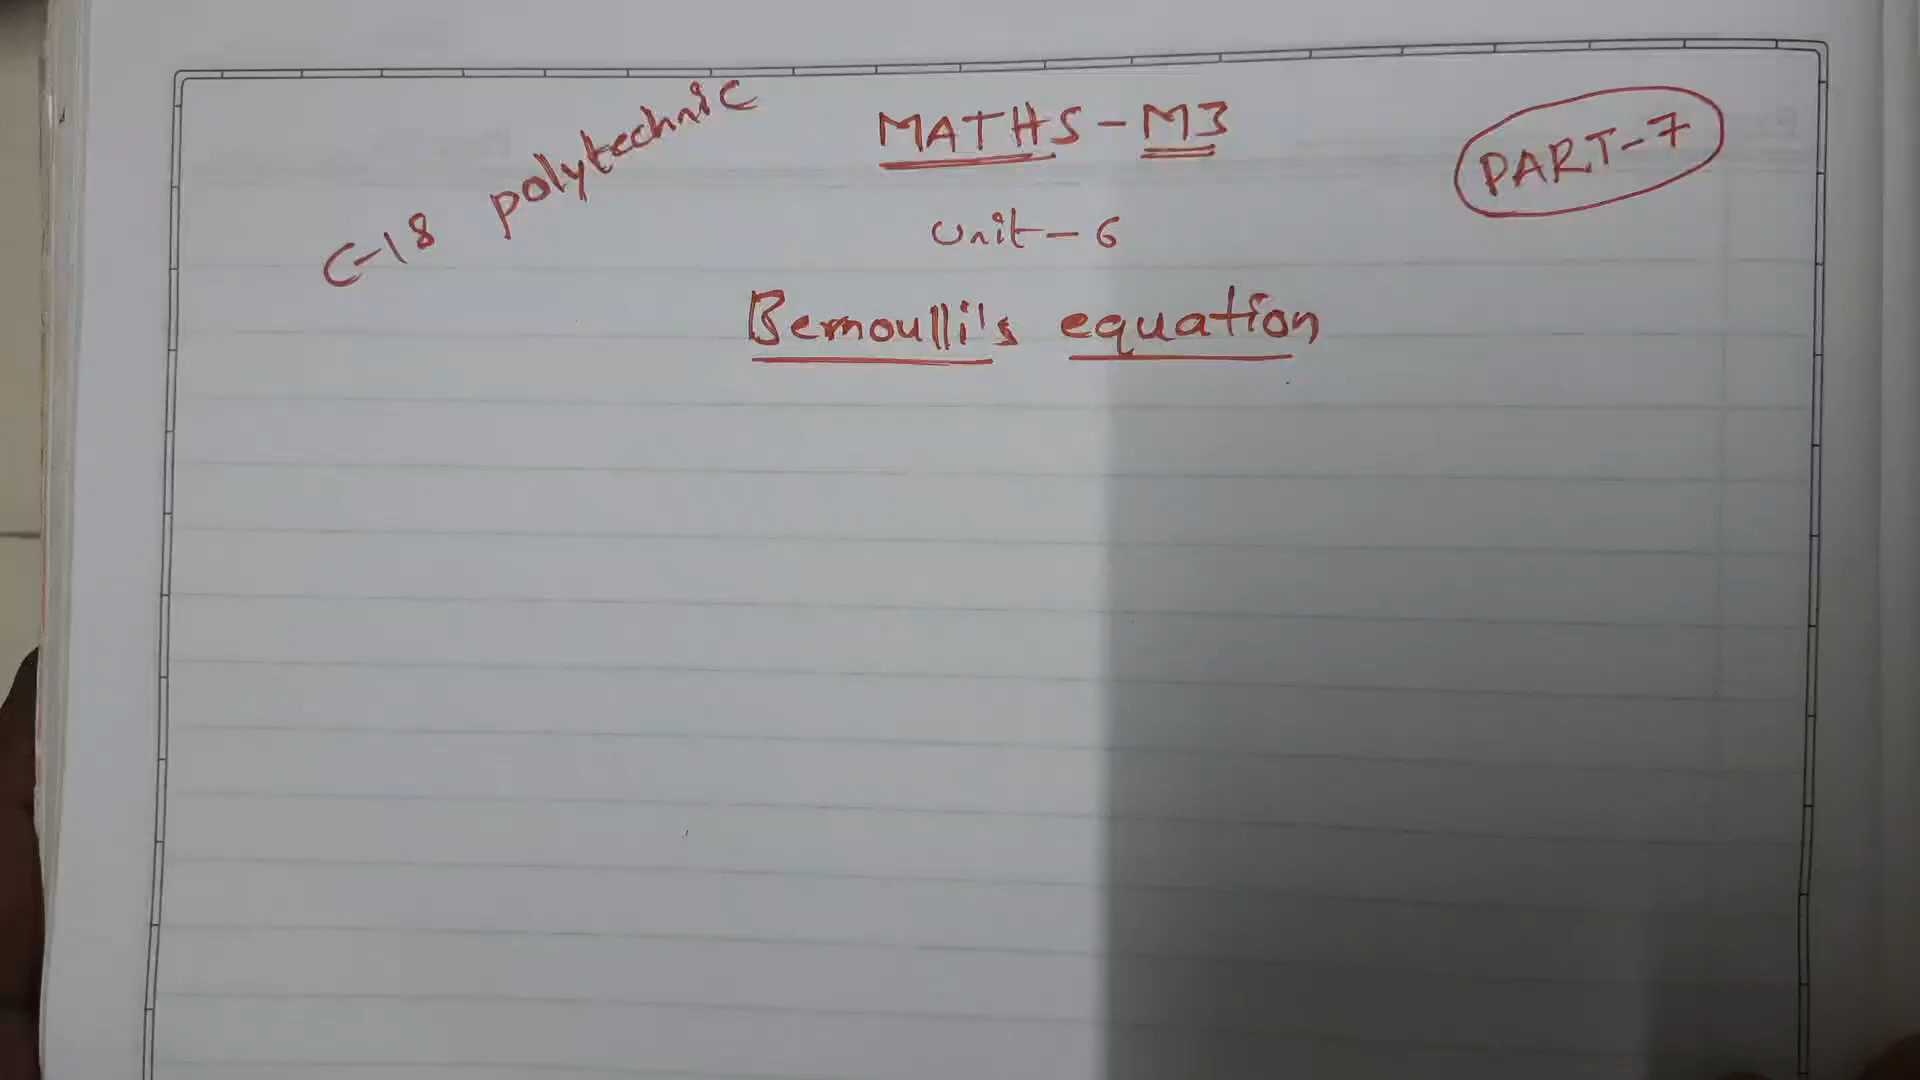 C-18 polytechnic
MATHS - M3
PART-7
Unit - 6
Bernoulli's equation